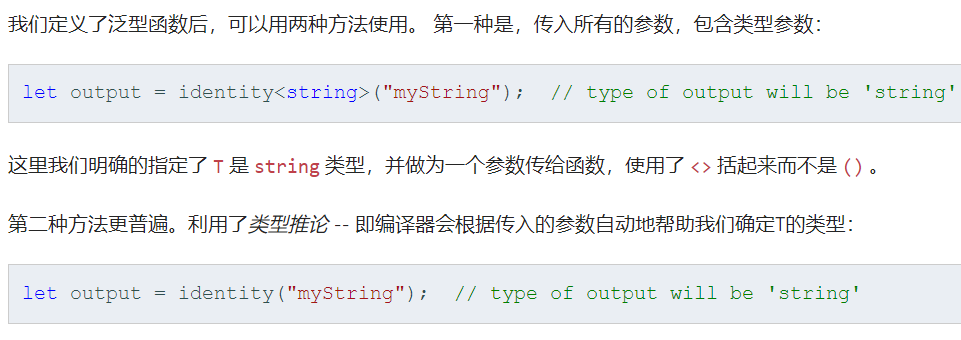 我们定义了泛型函数后，可以用两种方法使用。 第一种是，传入所有的参数，包含类型参数：
let output = identity<string>("myString");  // type of output will be 'string'
这里我们明确的指定了 T 是 string 类型，并做为一个参数传给函数，使用了 <> 括起来而不是 () 。
第二种方法更普遍。利用了类型推论 -- 即编译器会根据传入的参数自动地帮助我们确定T的类型：
let output = identity("myString");  // type of output will be 'string'